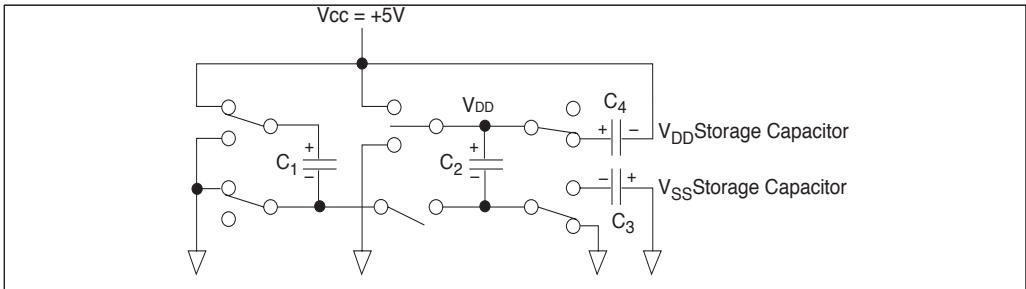 Vcc = +5V
VDD
C4
+
−
VDD Storage Capacitor
+
C1
−
+
C2
−
−
+
VSS Storage Capacitor
C3